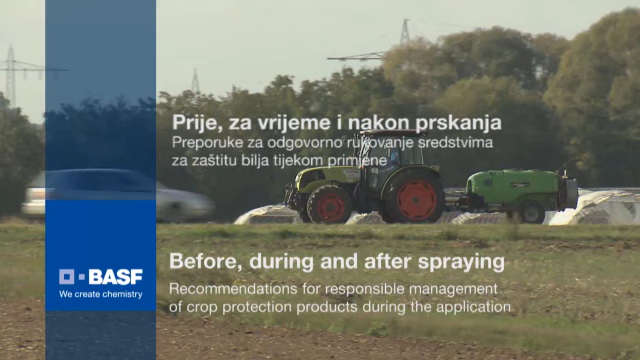 Prije, za vrijeme i nakon prskanja
Preporuke za odgovorno rukovanje sredstvima
za zaštitu bilja tijekom primjene
Before, during and after spraying
Recommendations for responsible management
of crop protection products during the application
BASF
We create chemistry